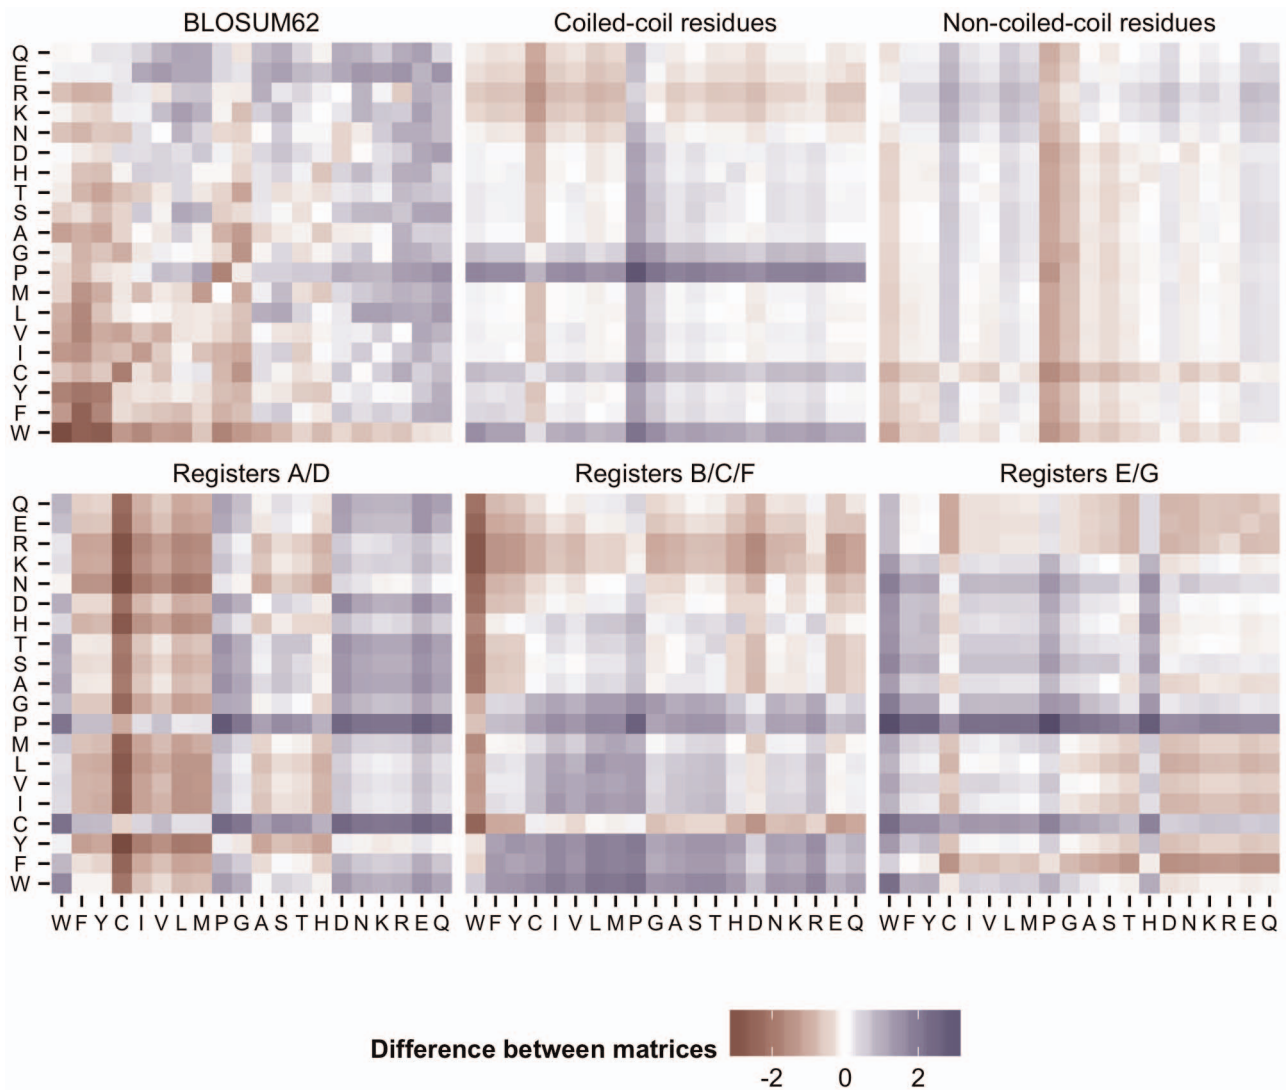 BLOSUM62 Coiled-coil residues Non-coiled-coil residues
Q
E
R
K
N
D
H
T
S
A
G
P
M
L
V
I
C
Y
F
W
Registers A/D Registers B/C/F Registers E/G
Q
E
R
K
N
D
H
T
S
A
G
P
M
L
V
I
C
Y
F
W
W F Y C I V L M P G A S T H D N K R E Q W F Y C I V L M P G A S T H D N K R E Q W F Y C I V L M P G A S T H D N K R E Q
Difference between matrices
-2 0 2